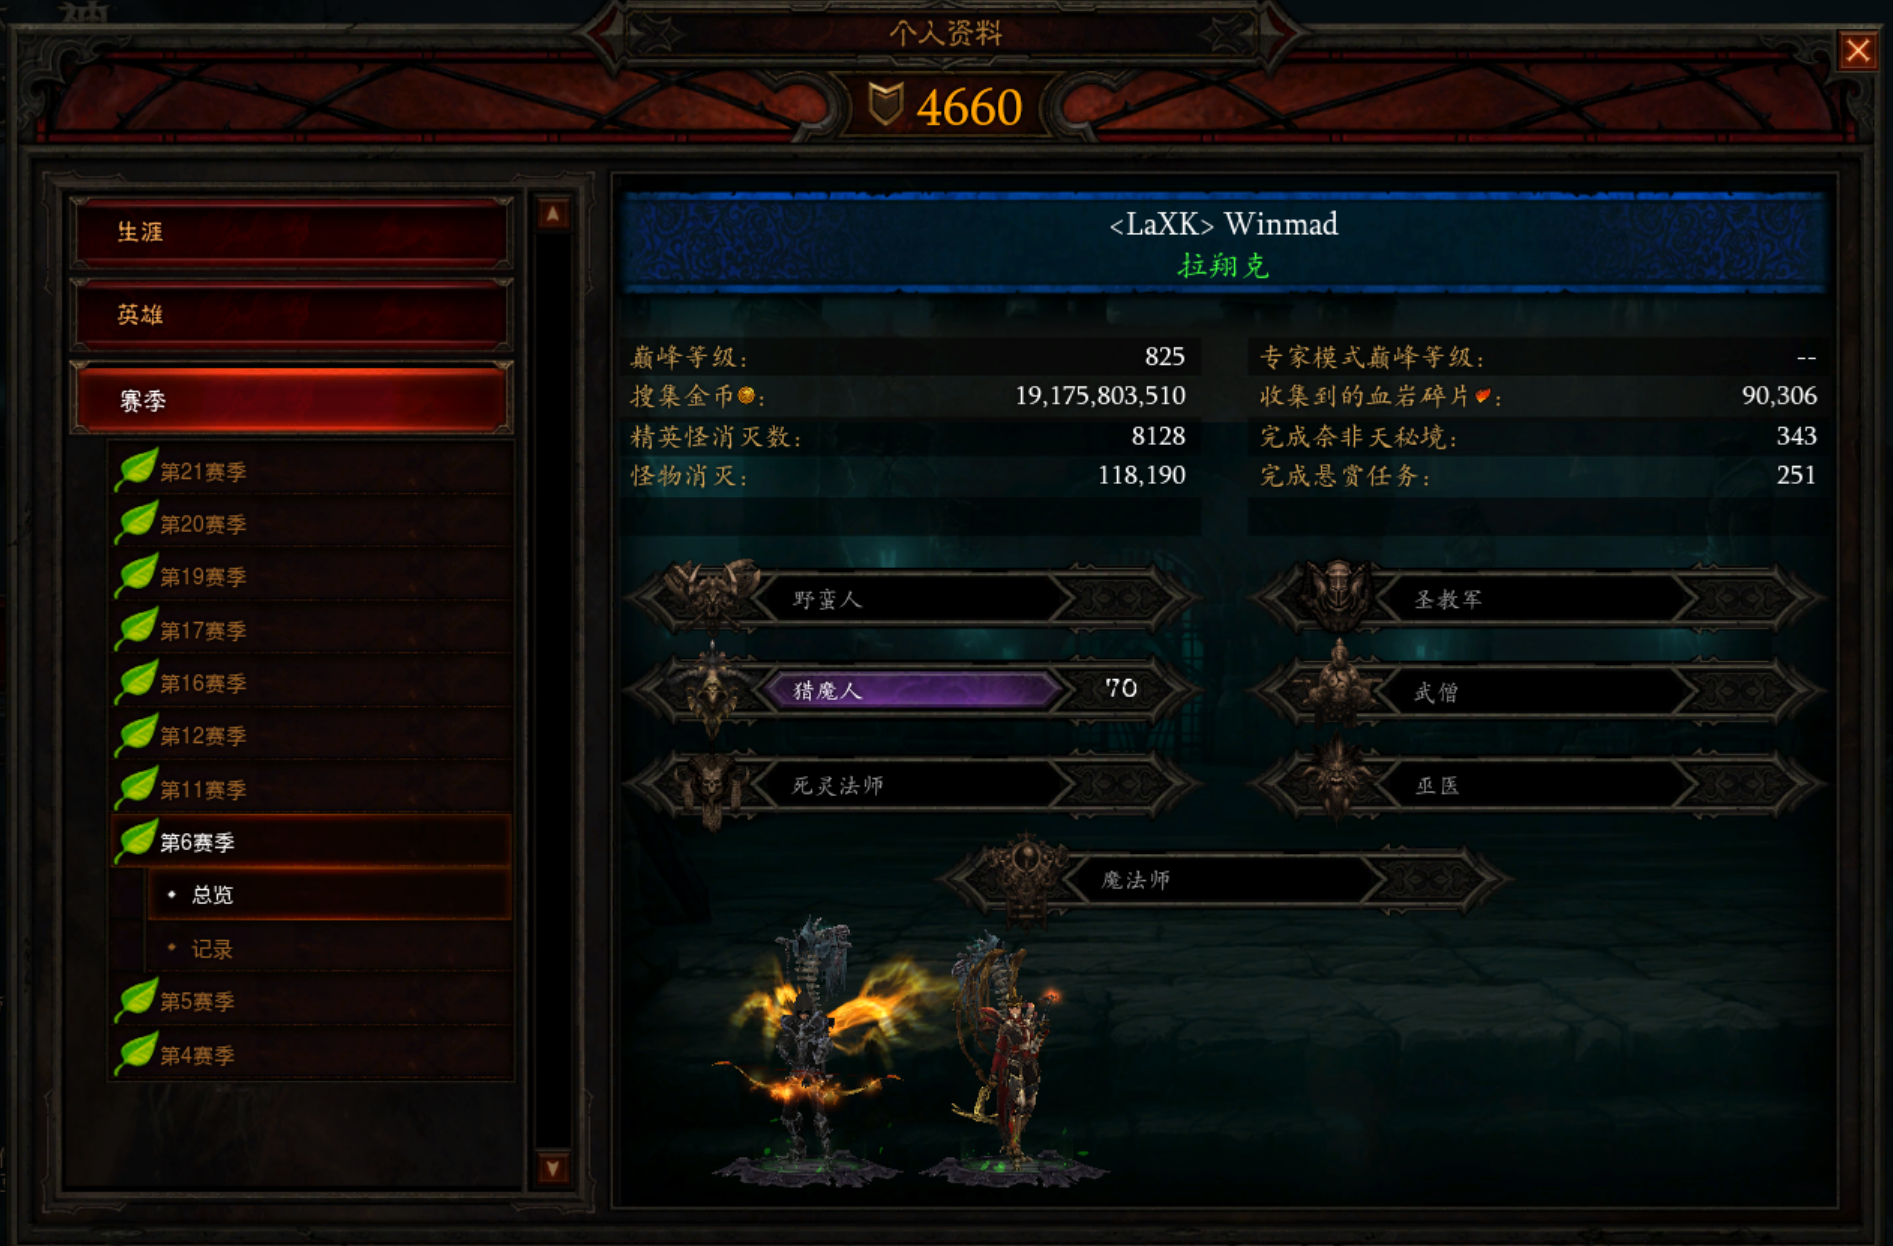 神
个人资料
4660
生涯
英雄
赛季
第21赛季
第20赛季
第19赛季
第17赛季
第16赛季
第12赛季
第11赛季
第6赛季
总览
记录
第5赛季
第4赛季
<LaXK> Winmad
拉翔克
巅峰等级: 825
专家模式巅峰等级: --
搜集金币: 19,175,803,510
收集到的血岩碎片: 90,306
精英怪消灭数: 8128
完成奈非天秘境: 343
怪物消灭: 118,190
完成悬赏任务: 251
野蛮人
圣教军
猎魔人 70
武僧
死灵法师
巫医
魔法师